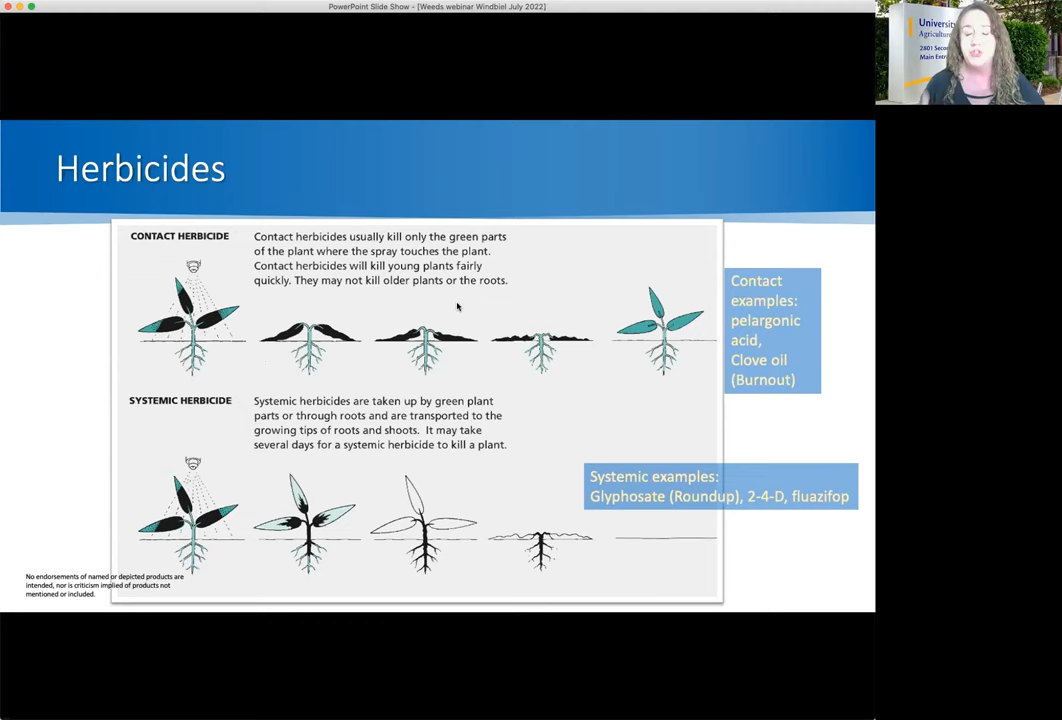 PowerPoint Slide Show - [Weeds webinar Windbiel July 2022]
Herbicides
CONTACT HERBICIDE
Contact herbicides usually kill only the green parts
of the plant where the spray touches the plant.
Contact herbicides will kill young plants fairly
quickly. They may not kill older plants or the roots.
Contact
examples:
pelargonic
acid,
Clove oil
(Burnout)
SYSTEMIC HERBICIDE
Systemic herbicides are taken up by green plant
parts or through roots and are transported to the
growing tips of roots and shoots. It may take
several days for a systemic herbicide to kill a plant.
Systemic examples:
Glyphosate (Roundup), 2-4-D, fluazifop
No endorsements of named or depicted products are
intended, nor is criticism implied of products not
mentioned or included.
Main